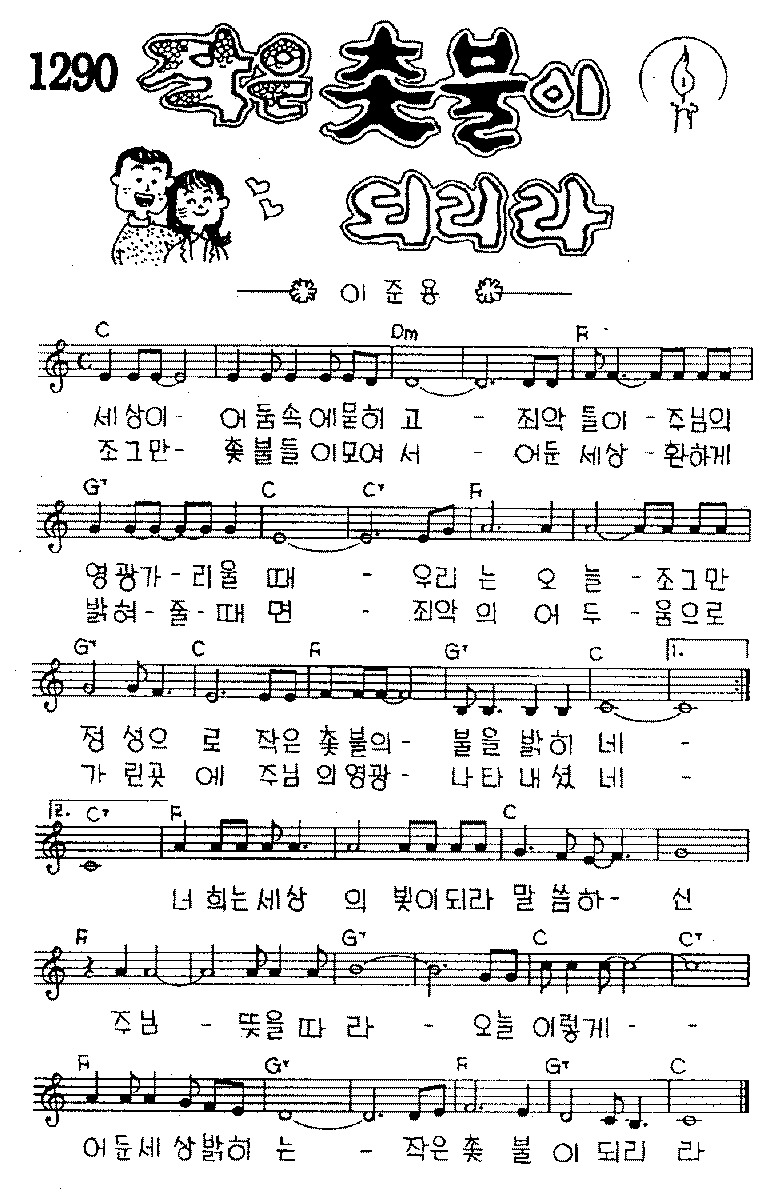 1290 작은 촛불이
되리라
이 준 용
C Dm F
세상이- 어둠속에묻히 고 - 죄악 들이 -주님의
조그만- 촛불들 이모여 서 - 어둔 세상 -환하게
G7 C C7 F
영광가-리울 때 - 우리 는 오 늘-조그만
밝혀-줄-때 면 - 죄악 의 어 두-움으로
G7 C F G7 C 1.
정 성으 로 작은 촛불의- 불을 밝히 네 -
가 린곳 에 주님 의영광- 나타 내셨 네 -
2. C7 F C
너 희는세상 의 빛이되라 말 씀하- 신
F G7 C C7
주님 - 뜻을따 라 - 오늘 이렇게- -
F G7 F G7 C
어 둔세 상밝히 는 - 작은촛 불 이 되리 라